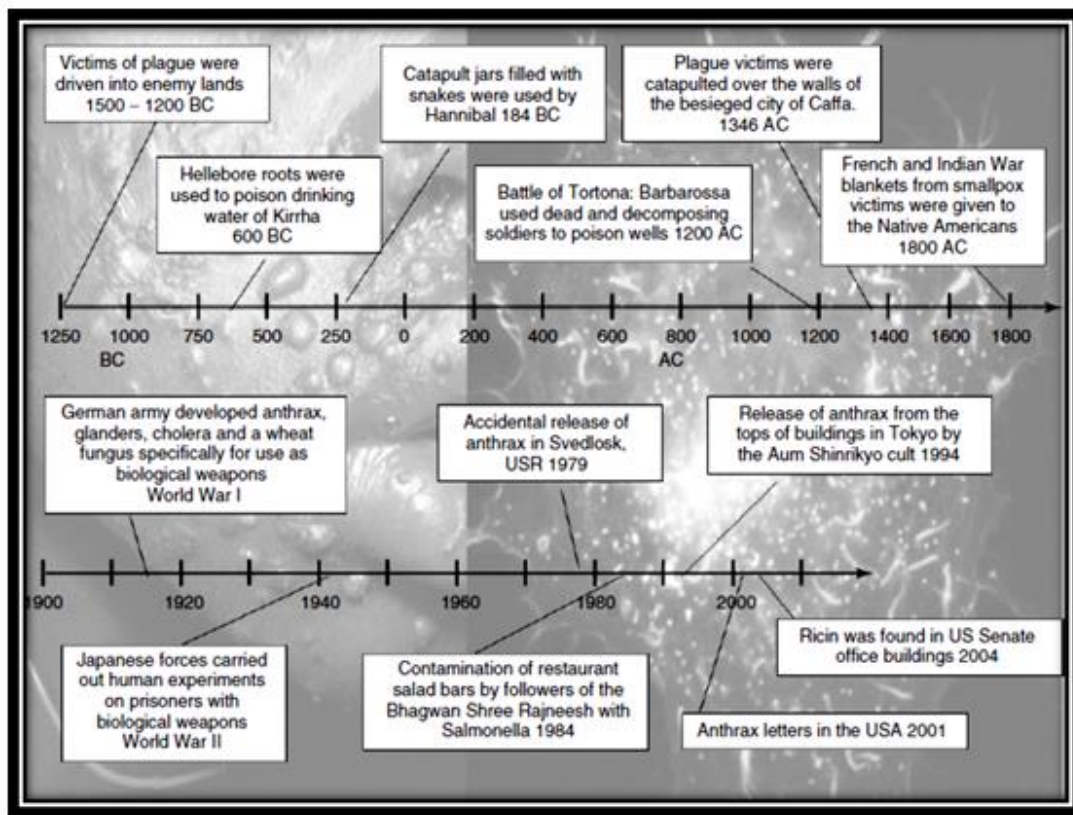 Victims of plague were
driven into enemy lands
1500 – 1200 BC
Catapult jars filled with
snakes were used by
Hannibal 184 BC
Plague victims were
catapulted over the walls of
the besieged city of Caffa.
1346 AC
Hellebore roots were
used to poison drinking
water of Kirrha
600 BC
Battle of Tortona: Barbarossa
used dead and decomposing
soldiers to poison wells 1200 AC
French and Indian War
blankets from smallpox
victims were given to
the Native Americans
1800 AC
1250 1000 750 500 250 0 200 400 600 800 1000 1200 1400 1600 1800
BC AC
German army developed anthrax,
glanders, cholera and a wheat
fungus specifically for use as
biological weapons
World War I
Accidental release of
anthrax in Svedlosk,
USR 1979
Release of anthrax from the
tops of buildings in Tokyo by
the Aum Shinrikyo cult 1994
1900 1920 1940 1960 1980 2000
Japanese forces carried
out human experiments
on prisoners with
biological weapons
World War II
Contamination of restaurant
salad bars by followers of the
Bhagwan Shree Rajneesh with
Salmonella 1984
Ricin was found in US Senate
office buildings 2004
Anthrax letters in the USA 2001